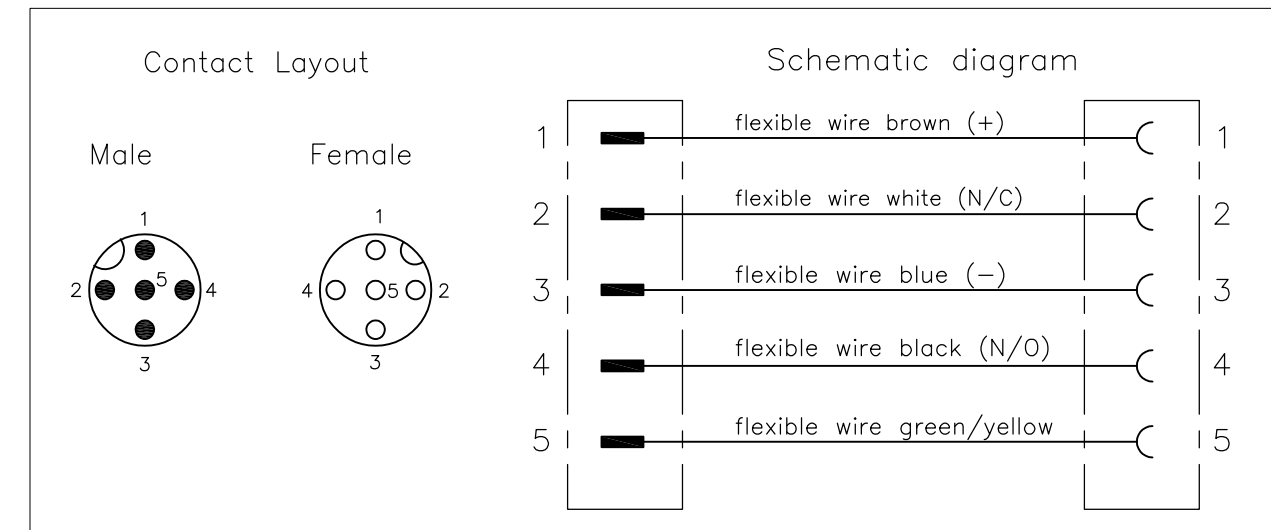 Contact Layout
Male
Female
1
2
5
4
3
1
4
5
2
3
Schematic diagram
1 flexible wire brown (+) 1
2 flexible wire white (N/C) 2
3 flexible wire blue (−) 3
4 flexible wire black (N/O) 4
5 flexible wire green/yellow 5